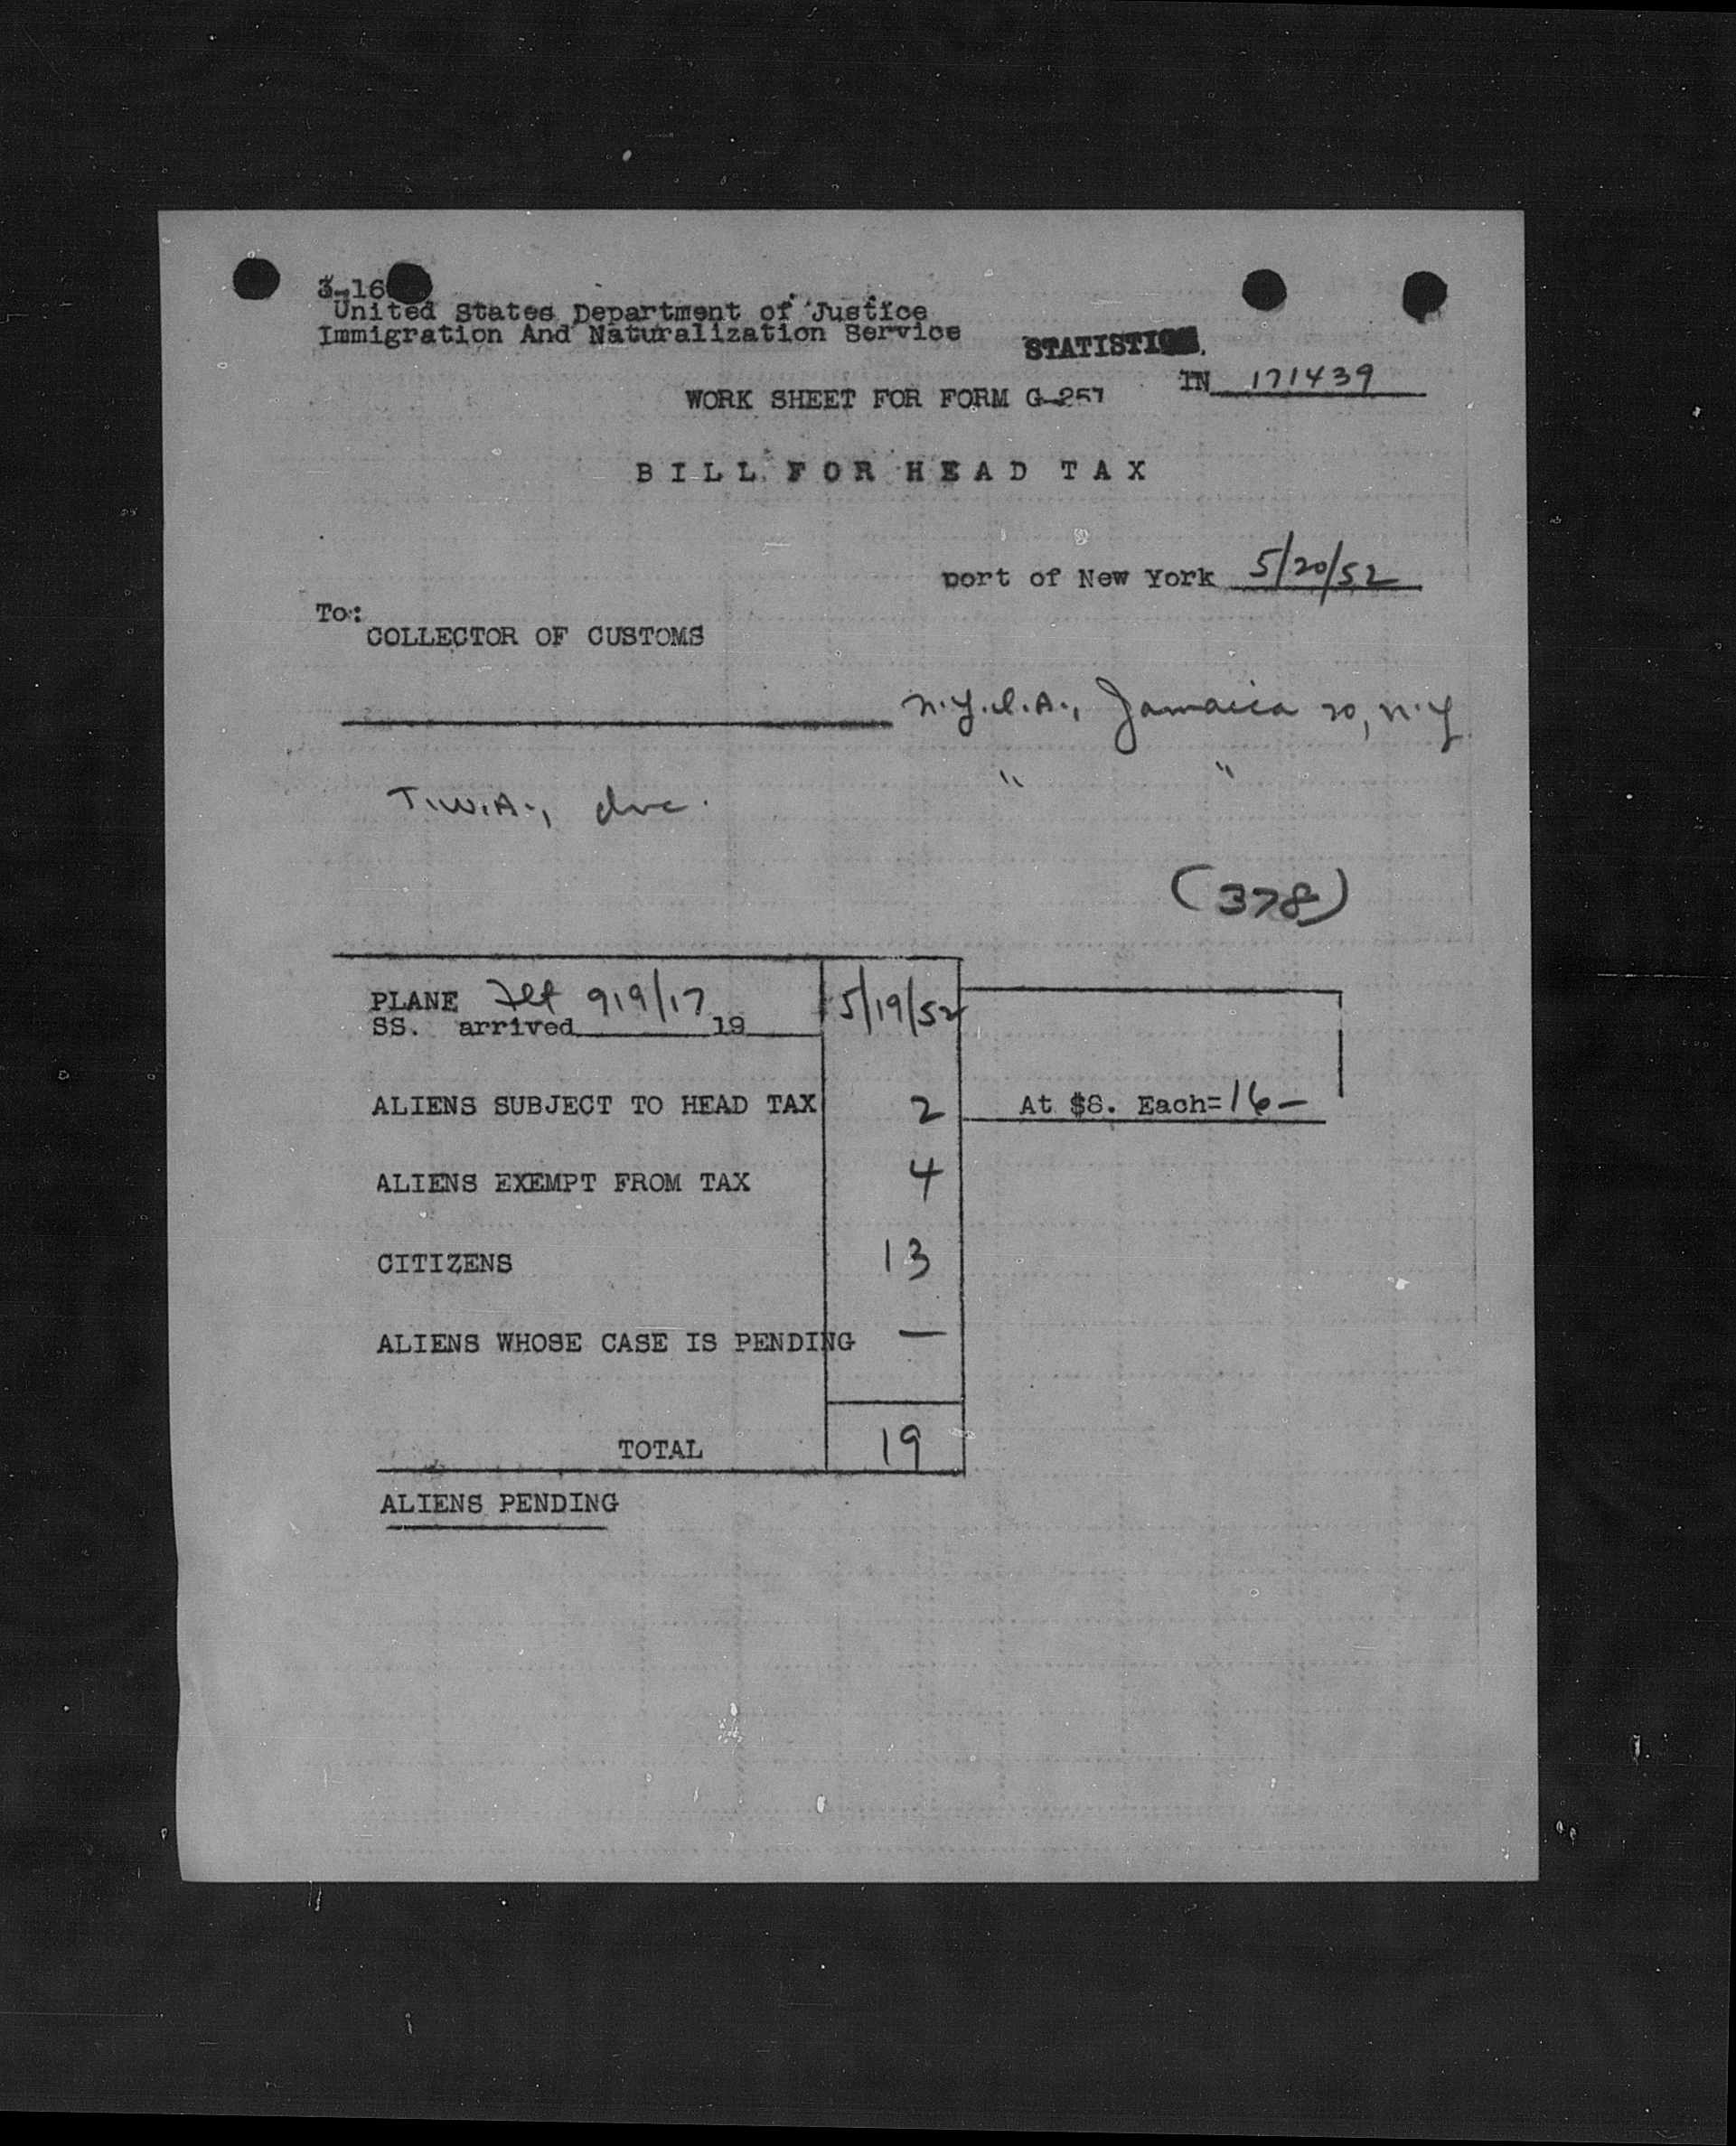 3-16
United States Department of Justice
Immigration And Naturalization Service
STATISTICS.
IN 171439
WORK SHEET FOR FORM G-257
BILL FOR HEAD TAX
port of New York 5/20/52
To:
COLLECTOR OF CUSTOMS
N.Y.I.A., Jamaica 20, N.Y.
" "
T.W.A., Inc.
(378)
PLANE Flt 919/17 5/19/52
SS. arrived 19
ALIENS SUBJECT TO HEAD TAX 2 At $8. Each=16-
ALIENS EXEMPT FROM TAX 4
CITIZENS 13
ALIENS WHOSE CASE IS PENDING —
TOTAL 19
ALIENS PENDING